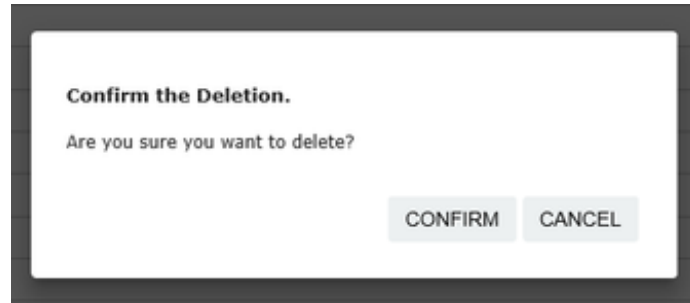 Confirm the Deletion.
Are you sure you want to delete?
CONFIRM CANCEL